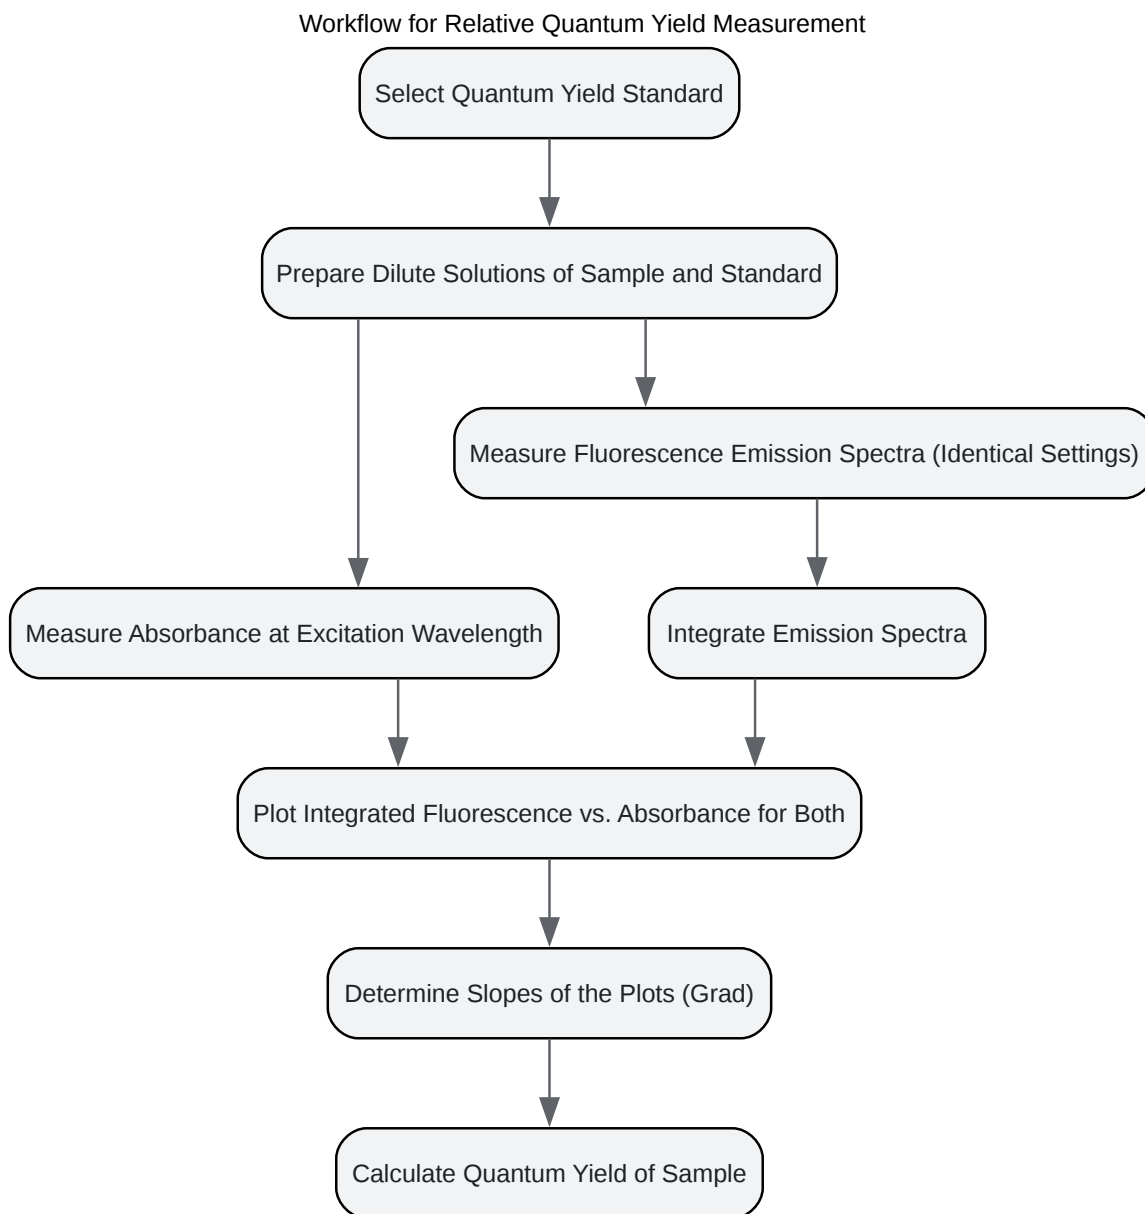 Workflow for Relative Quantum Yield Measurement
Select Quantum Yield Standard
Prepare Dilute Solutions of Sample and Standard
Measure Fluorescence Emission Spectra (Identical Settings)
Measure Absorbance at Excitation Wavelength
Integrate Emission Spectra
Plot Integrated Fluorescence vs. Absorbance for Both
Determine Slopes of the Plots (Grad)
Calculate Quantum Yield of Sample